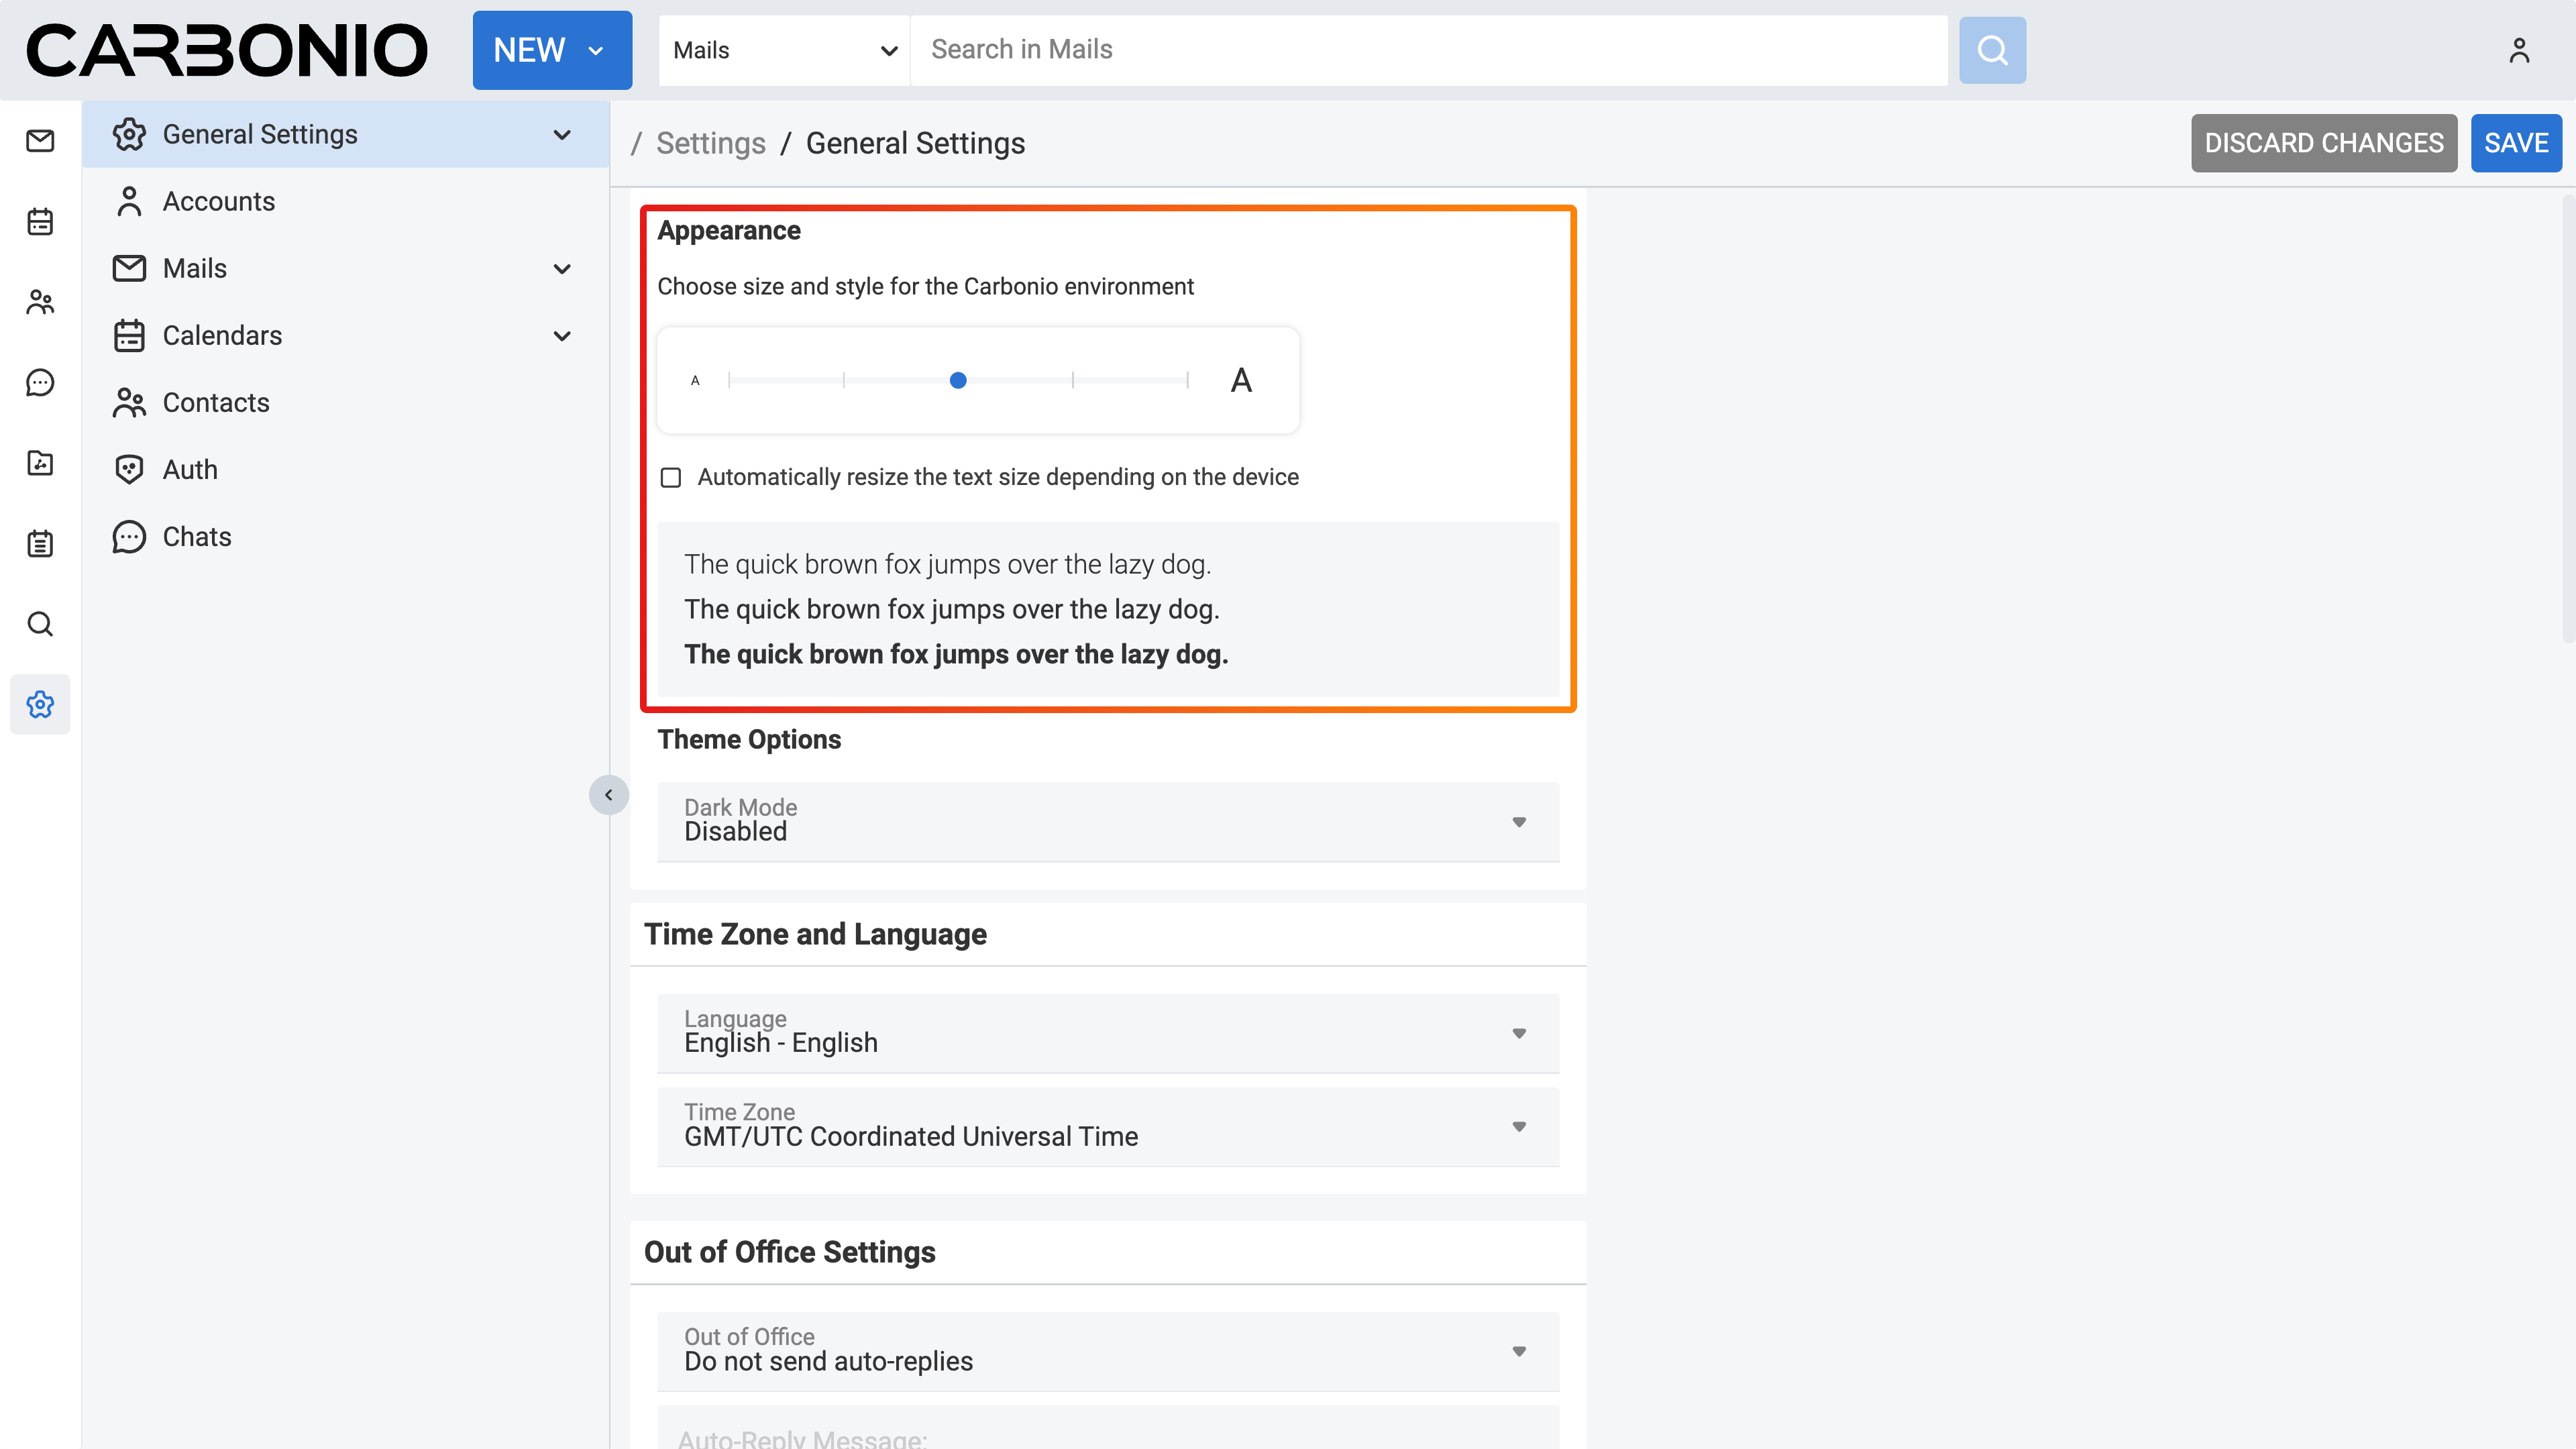 CARBONIO
NEW
Mails
Search in Mails
General Settings
Accounts
Mails
Calendars
Contacts
Auth
Chats
/ Settings / General Settings
DISCARD CHANGES
SAVE
Appearance
Choose size and style for the Carbonio environment
A A
Automatically resize the text size depending on the device
The quick brown fox jumps over the lazy dog.
The quick brown fox jumps over the lazy dog.
The quick brown fox jumps over the lazy dog.
Theme Options
Dark Mode
Disabled
Time Zone and Language
Language
English - English
Time Zone
GMT/UTC Coordinated Universal Time
Out of Office Settings
Out of Office
Do not send auto-replies
Auto-Reply Message: